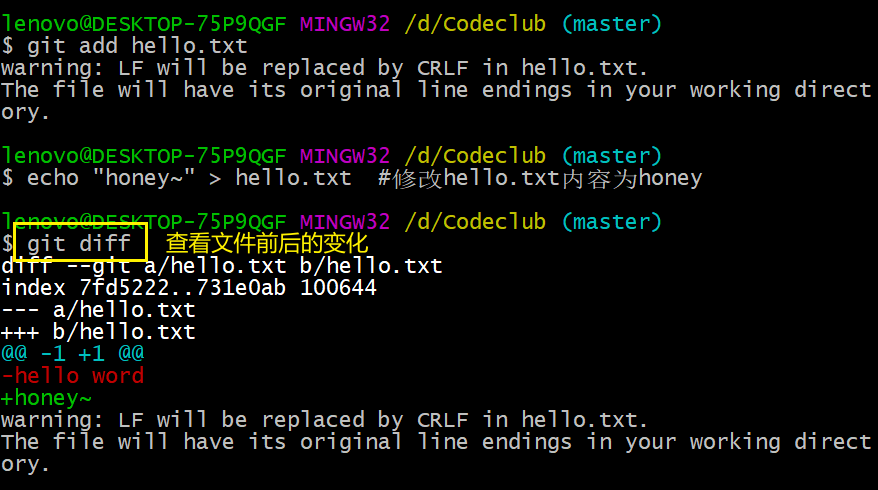 lenovo@DESKTOP-75P9QGF MINGW32 /d/Codeclub (master)
$ git add hello.txt
warning: LF will be replaced by CRLF in hello.txt.
The file will have its original line endings in your working direct
ory.
lenovo@DESKTOP-75P9QGF MINGW32 /d/Codeclub (master)
$ echo "honey~" > hello.txt  #修改hello.txt内容为honey
lenovo@DESKTOP-75P9QGF MINGW32 /d/Codeclub (master)
$ git diff 查看文件前后的变化
diff --git a/hello.txt b/hello.txt
index 7fd5222..731e0ab 100644
--- a/hello.txt
+++ b/hello.txt
@@ -1 +1 @@
-hello word
+honey~
warning: LF will be replaced by CRLF in hello.txt.
The file will have its original line endings in your working direct
ory.